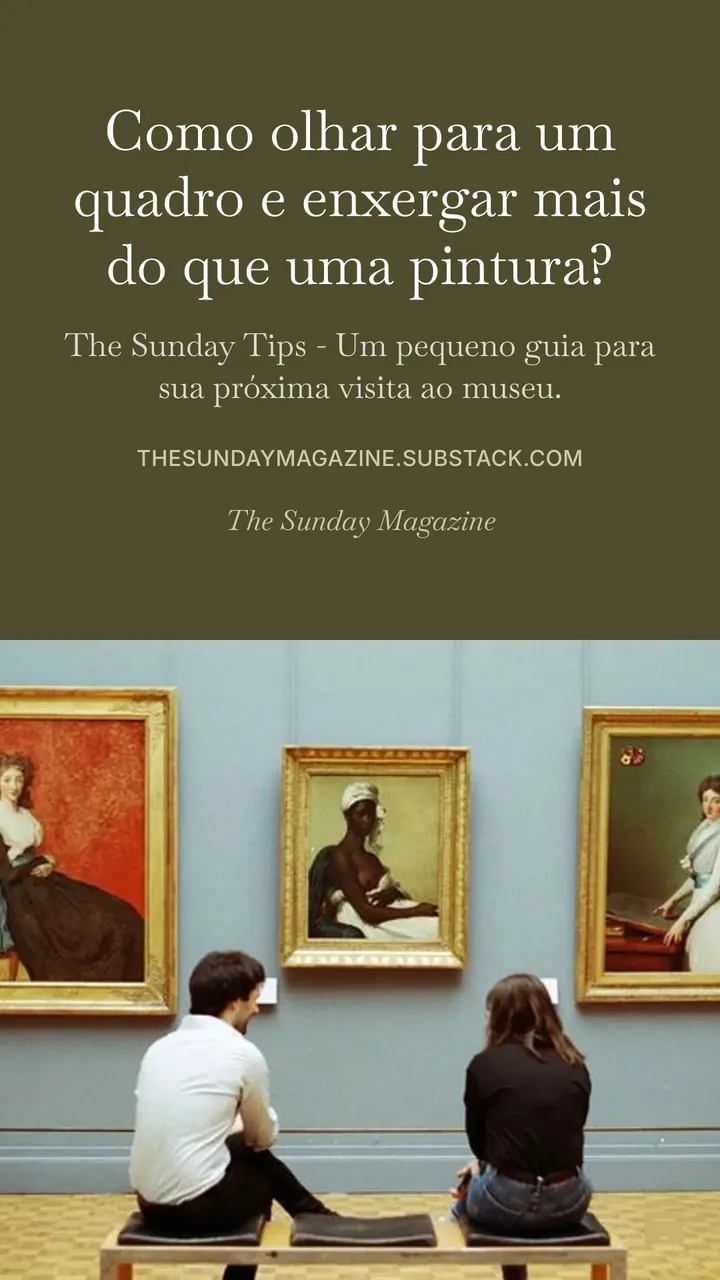 Como olhar para um
quadro e enxergar mais
do que uma pintura?
The Sunday Tips - Um pequeno guia para
sua próxima visita ao museu.
THESUNDAYMAGAZINE.SUBSTACK.COM
The Sunday Magazine